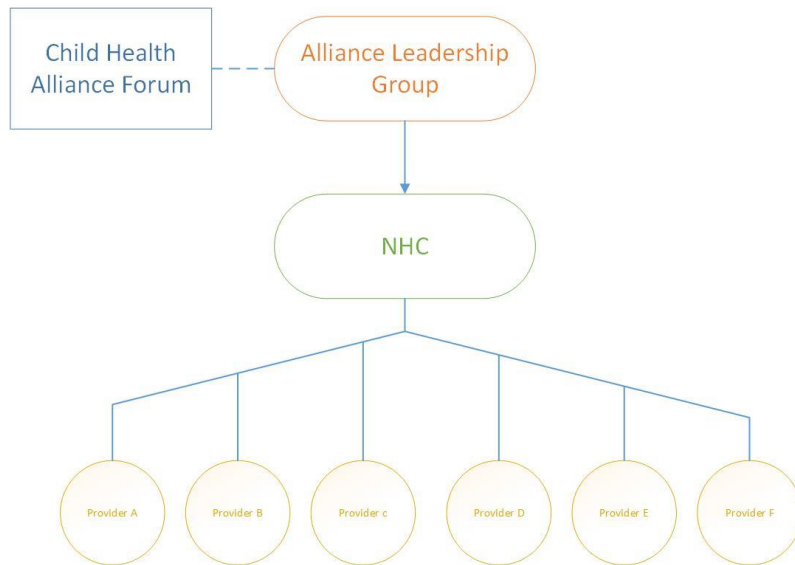 Child Health
Alliance Forum
Alliance Leadership
Group
NHC
Provider A
Provider B
Provider c
Provider D
Provider E
Provider F